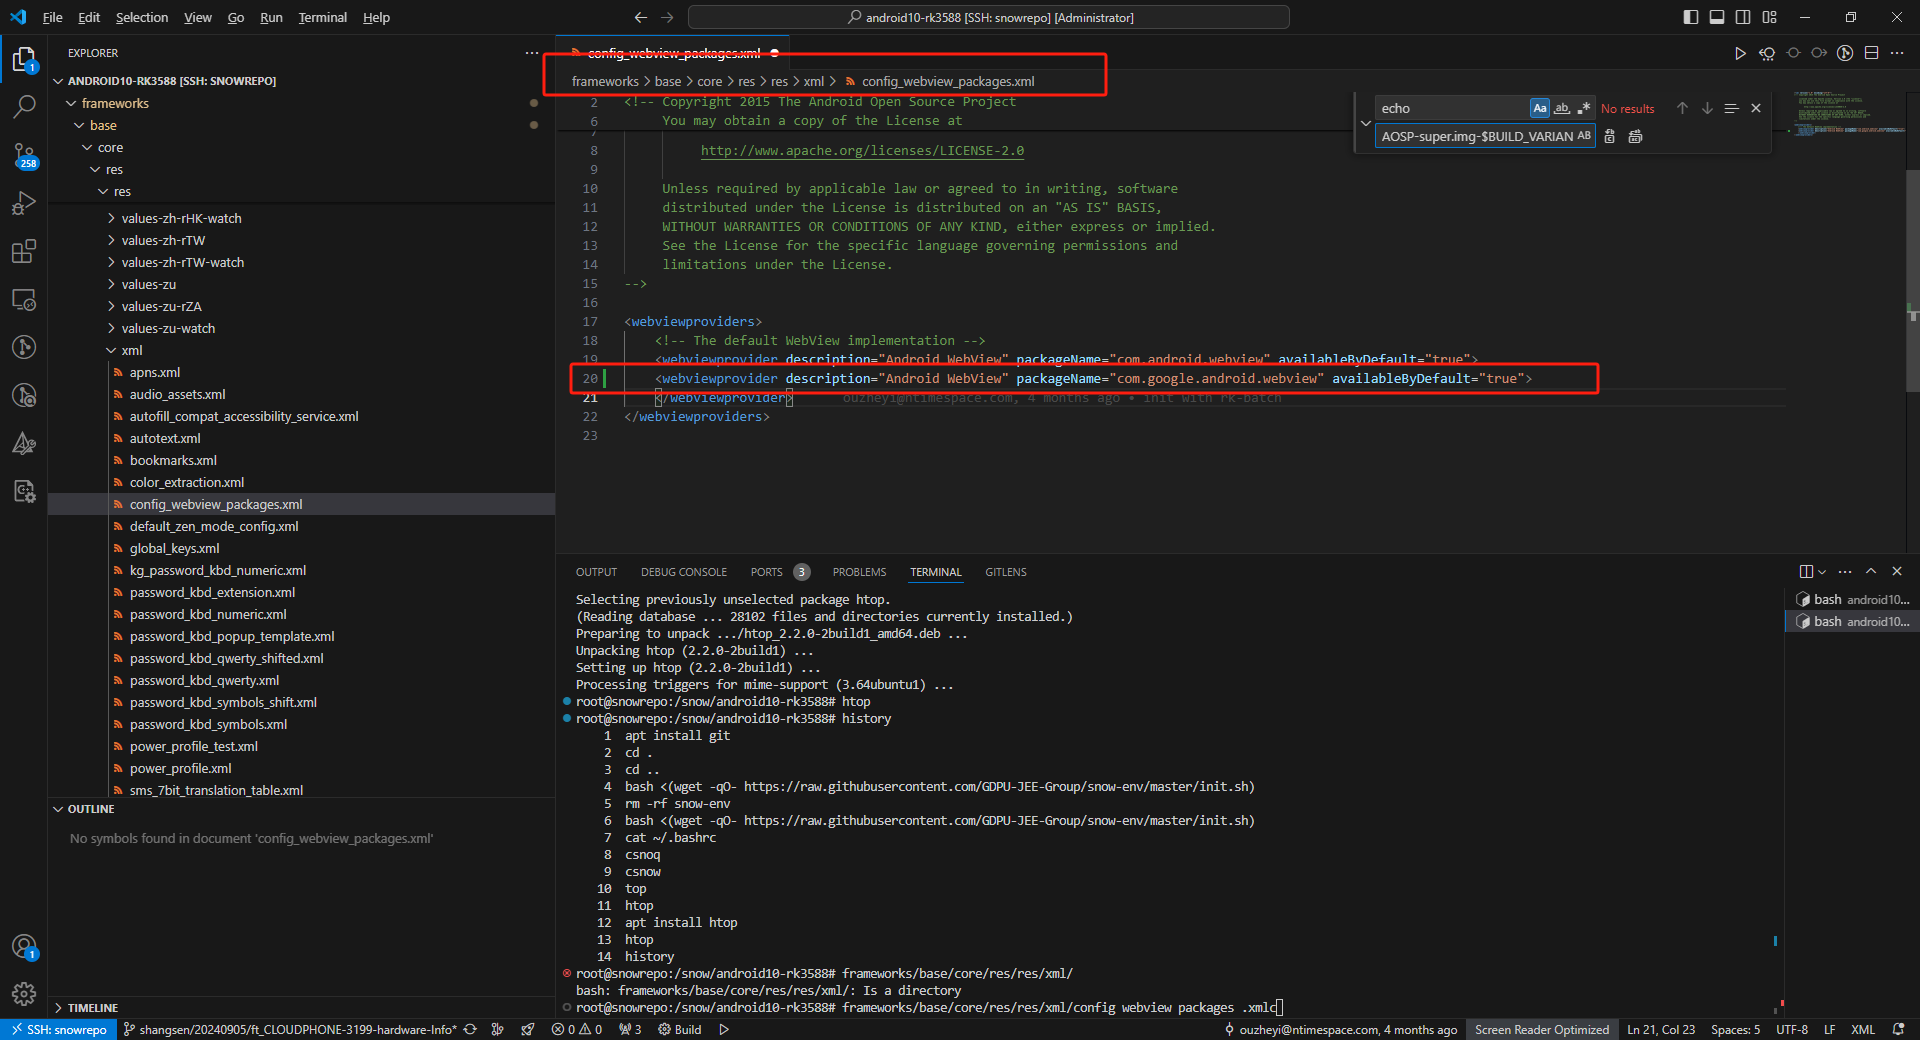 File Edit Selection View Go Run Terminal Help
android10-rk3588 [SSH: snowrepo] [Administrator]
EXPLORER
ANDROID10-RK3588 [SSH: SNOWREPO]
frameworks
base
core
res
res
values-zh-rHK-watch
values-zh-rTW
values-zh-rTW-watch
values-zu
values-zu-rZA
values-zu-watch
xml
apns.xml
audio_assets.xml
autofill_compat_accessibility_service.xml
autotext.xml
bookmarks.xml
color_extraction.xml
config_webview_packages.xml
default_zen_mode_config.xml
global_keys.xml
kg_password_kbd_numeric.xml
password_kbd_extension.xml
password_kbd_numeric.xml
password_kbd_popup_template.xml
password_kbd_qwerty_shifted.xml
password_kbd_qwerty.xml
password_kbd_symbols_shift.xml
password_kbd_symbols.xml
power_profile_test.xml
power_profile.xml
sms_7bit_translation_table.xml
OUTLINE
No symbols found in document 'config_webview_packages.xml'
TIMELINE
1
258
1
config_webview_packages.xml
frameworks > base > core > res > res > xml > config_webview_packages.xml
echo Aa ab No results
AOSP-super.img-$BUILD_VARIAN AB
2 <!-- Copyright 2015 The Android Open Source Project
6 You may obtain a copy of the License at
7
8 http://www.apache.org/licenses/LICENSE-2.0
9
10 Unless required by applicable law or agreed to in writing, software
11 distributed under the License is distributed on an "AS IS" BASIS,
12 WITHOUT WARRANTIES OR CONDITIONS OF ANY KIND, either express or implied.
13 See the License for the specific language governing permissions and
14 limitations under the License.
15 -->
16
17 <webviewproviders>
18 <!-- The default WebView implementation -->
19 <webviewprovider description="Android WebView" packageName="com.android.webview" availableByDefault="true">
20 <webviewprovider description="Android WebView" packageName="com.google.android.webview" availableByDefault="true">
21 </webviewprovider> ouzheyi@ntimespace.com, 4 months ago • init with rk-batch
22 </webviewproviders>
23
OUTPUT DEBUG CONSOLE PORTS 3 PROBLEMS TERMINAL GITLENS
Selecting previously unselected package htop.
(Reading database ... 28102 files and directories currently installed.)
Preparing to unpack .../htop_2.2.0-2build1_amd64.deb ...
Unpacking htop (2.2.0-2build1) ...
Setting up htop (2.2.0-2build1) ...
Processing triggers for mime-support (3.64ubuntu1) ...
root@snowrepo:/snow/android10-rk3588# htop
root@snowrepo:/snow/android10-rk3588# history
1 apt install git
2 cd .
3 cd ..
4 bash <(wget -qO- https://raw.githubusercontent.com/GDPU-JEE-Group/snow-env/master/init.sh)
5 rm -rf snow-env
6 bash <(wget -qO- https://raw.githubusercontent.com/GDPU-JEE-Group/snow-env/master/init.sh)
7 cat ~/.bashrc
8 csnoq
9 csnow
10 top
11 htop
12 apt install htop
13 htop
14 history
root@snowrepo:/snow/android10-rk3588# frameworks/base/core/res/res/xml/
bash: frameworks/base/core/res/res/xml/: Is a directory
root@snowrepo:/snow/android10-rk3588# frameworks/base/core/res/res/xml/config webview packages .xmlc
bash android10...
bash android10...
SSH: snowrepo shangsen/20240905/ft_CLOUDPHONE-3199-hardware-Info* 0 0 3 Build ouzheyi@ntimespace.com, 4 months ago Screen Reader Optimized Ln 21, Col 23 Spaces: 5 UTF-8 LF XML